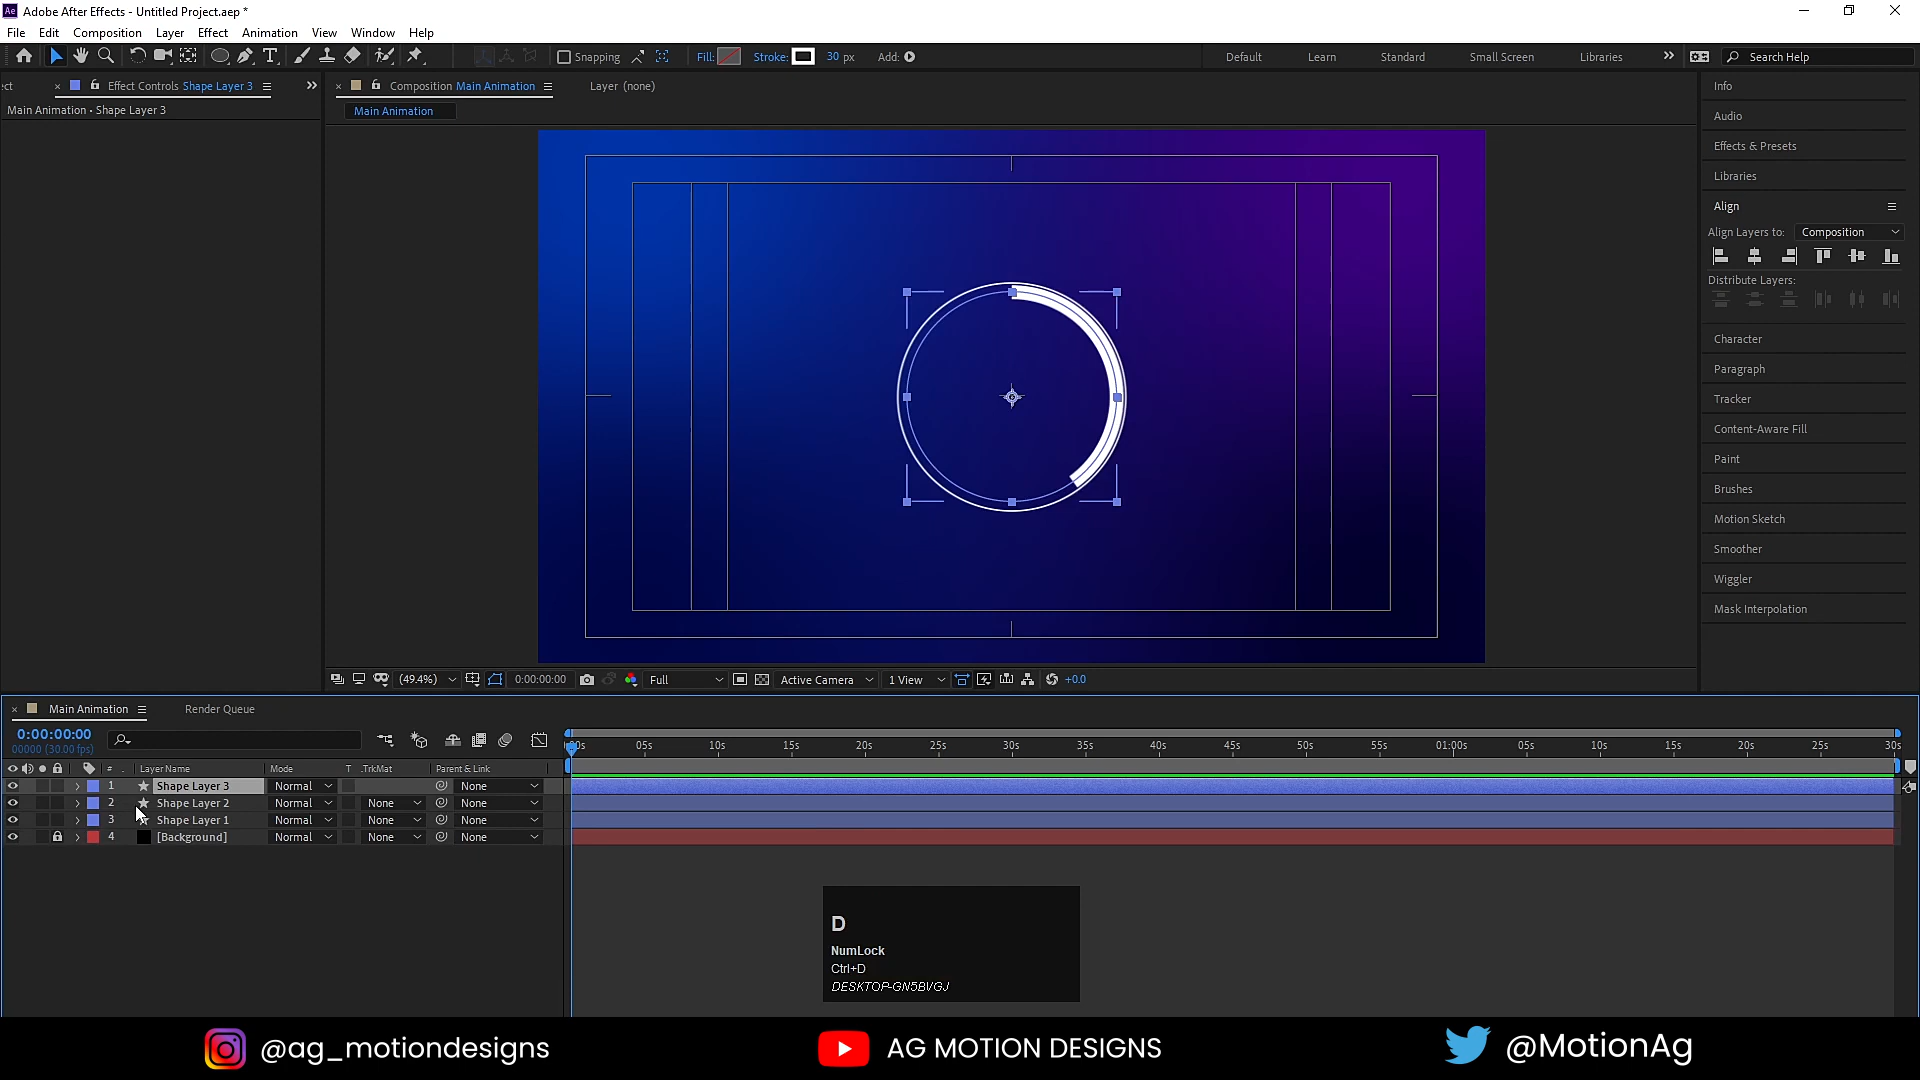 Adobe After Effects - Untitled Project.aep *
File Edit Composition Layer Effect Animation View Window Help
Snapping Fill: Stroke: 30 px Add: Default Learn Standard Small Screen Libraries Search Help
ect Effect Controls Shape Layer 3 Composition Main Animation Layer (none)
Main Animation • Shape Layer 3
Main Animation
Info
Audio
Effects & Presets
Libraries
Align
Align Layers to: Composition
Distribute Layers:
Character
Paragraph
Tracker
Content-Aware Fill
Paint
Brushes
Motion Sketch
Smoother
Wiggler
Mask Interpolation
(49.4%) 0:00:00:00 Full Active Camera 1 View +0.0
Main Animation Render Queue
0:00:00:00
00000 (30.00 fps)
00s 05s 10s 15s 20s 25s 30s 35s 40s 45s 50s 55s 01:00s 05s 10s 15s 20s 25s 30s
# Layer Name Mode T .TrkMat Parent & Link
1 Shape Layer 3 Normal None
2 Shape Layer 2 Normal None None
3 Shape Layer 1 Normal None None
4 [Background] Normal None None
D
NumLock
Ctrl+D
DESKTOP-GN5BVGJ
@ag_motiondesigns AG MOTION DESIGNS @MotionAg